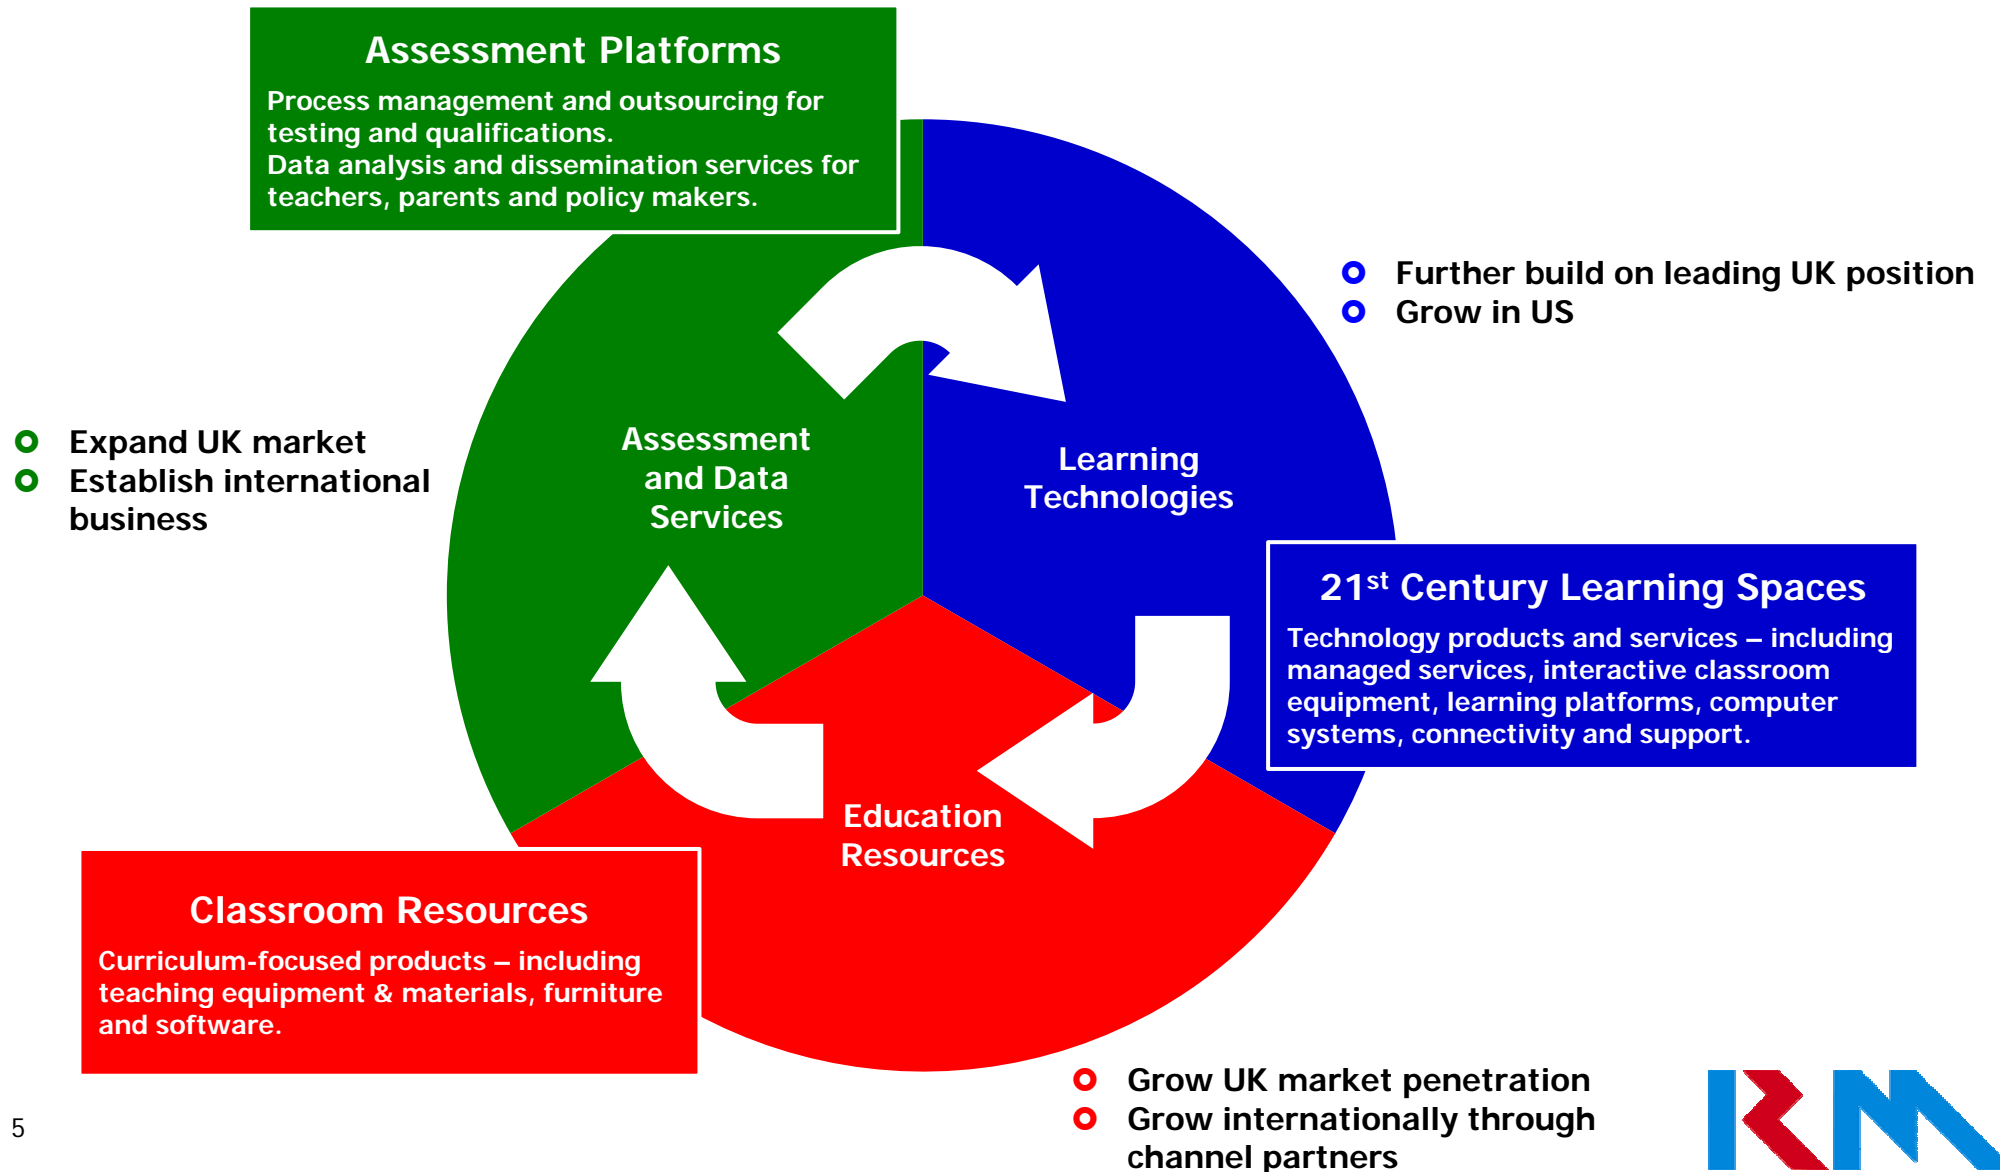 Assessment Platforms
Process management and outsourcing for
testing and qualifications.
Data analysis and dissemination services for
teachers, parents and policy makers.
Further build on leading UK position
Grow in US
Expand UK market
Establish international
business
Assessment
and Data
Services
Learning
Technologies
21st Century Learning Spaces
Technology products and services – including
managed services, interactive classroom
equipment, learning platforms, computer
systems, connectivity and support.
Education
Resources
Classroom Resources
Curriculum-focused products – including
teaching equipment & materials, furniture
and software.
Grow UK market penetration
Grow internationally through
channel partners
5
RM